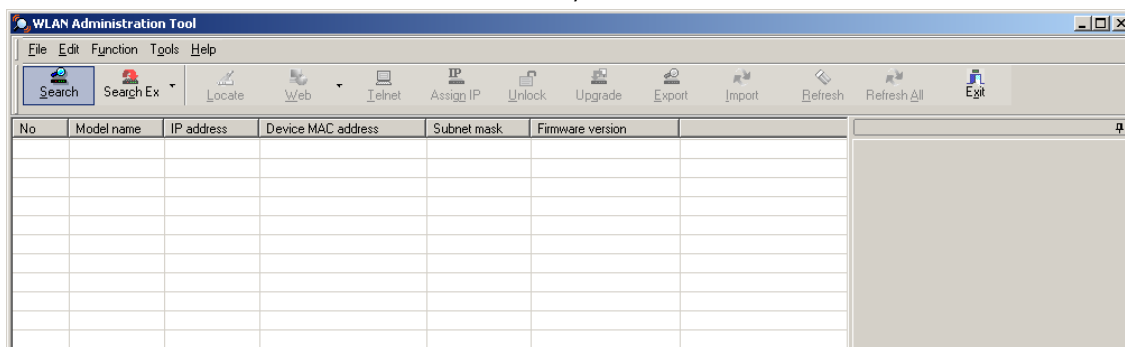 WLAN Administration Tool
File Edit Function Tools Help
Search Search Ex Locate Web Telnet Assign IP Unlock Upgrade Export Import Refresh Refresh All Exit
No Model name IP address Device MAC address Subnet mask Firmware version